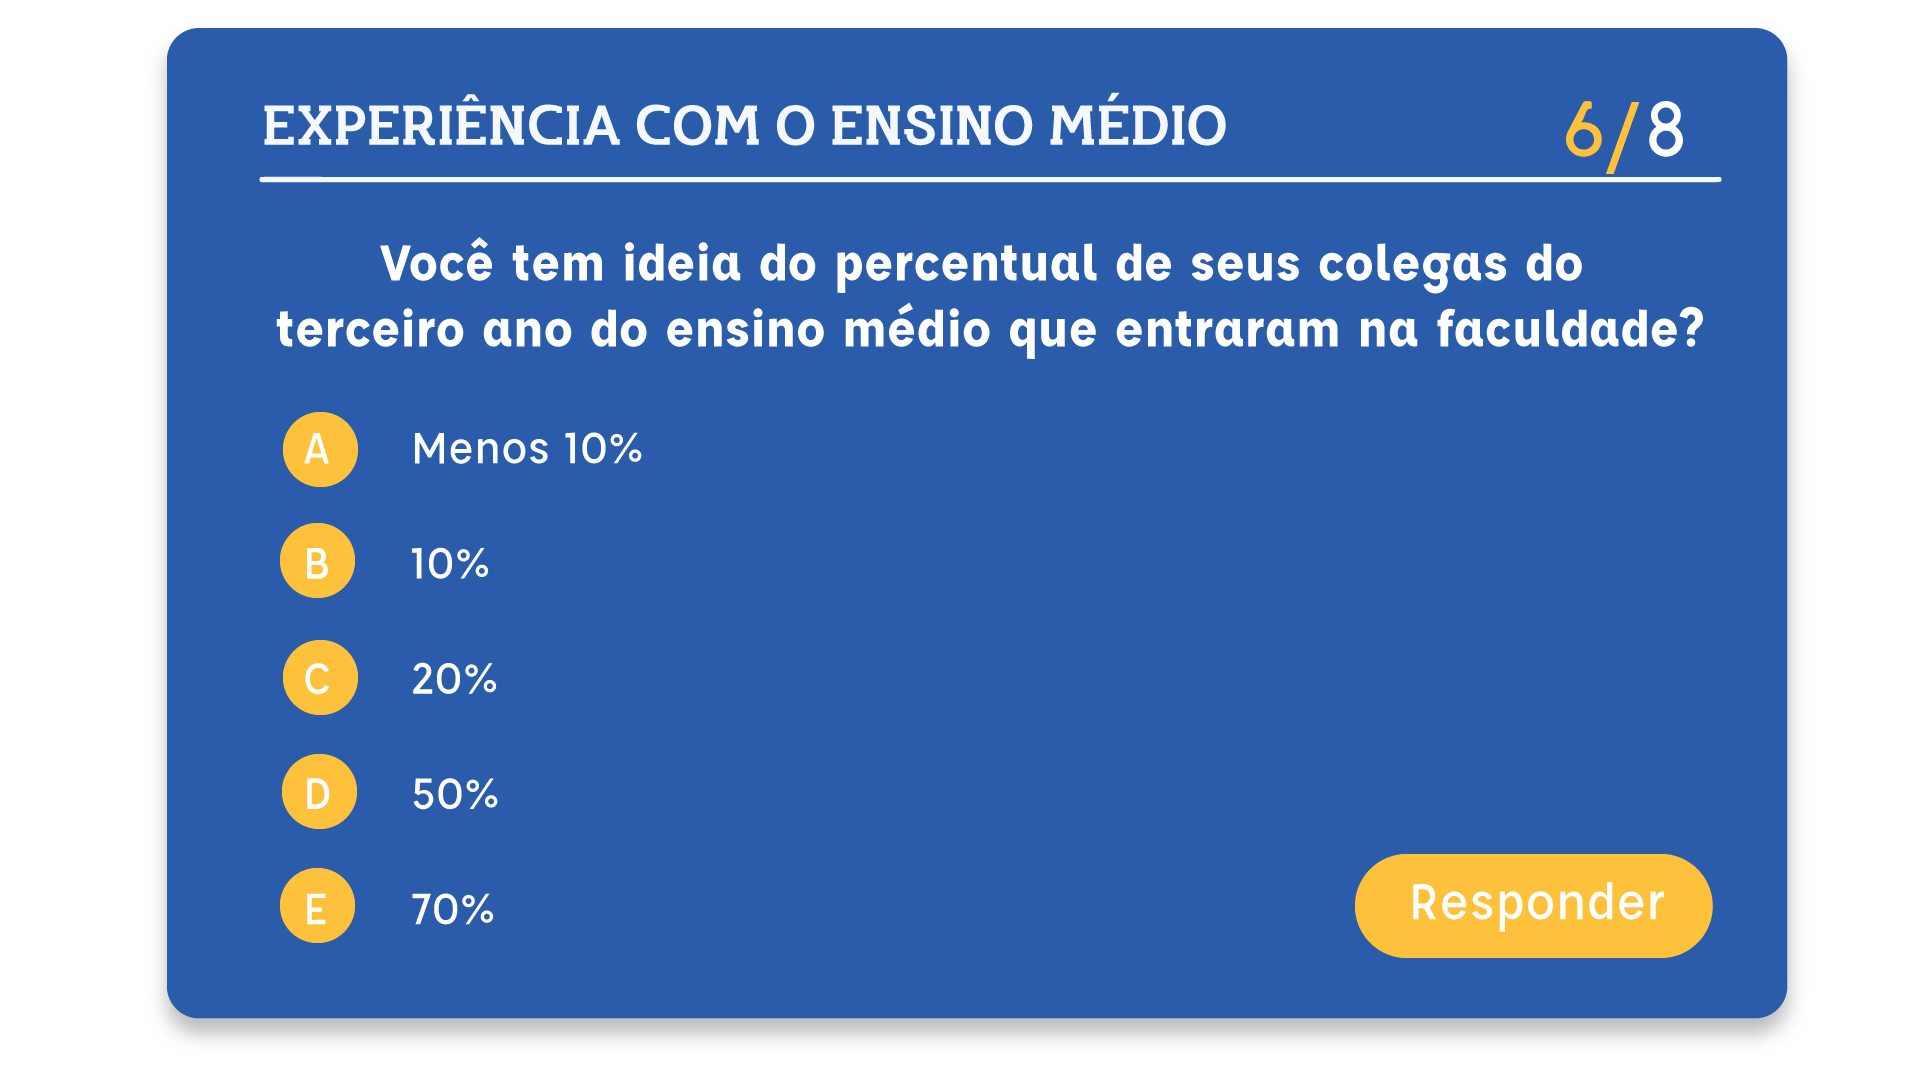 EXPERIÊNCIA COM O ENSINO MÉDIO 6/8
Você tem ideia do percentual de seus colegas do
terceiro ano do ensino médio que entraram na faculdade?
A Menos 10%
B 10%
C 20%
D 50%
E 70%
Responder